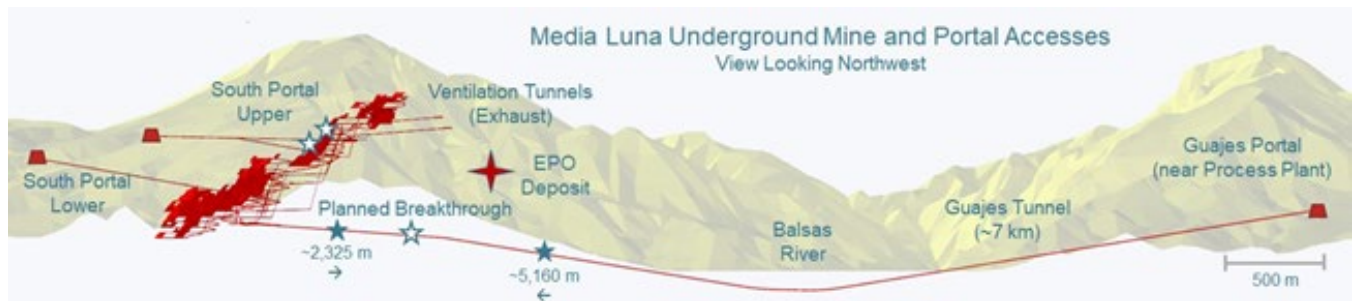 Media Luna Underground Mine and Portal Accesses
View Looking Northwest
South Portal
Upper
Ventilation Tunnels
(Exhaust)
EPO
Deposit
South Portal
Lower
Planned Breakthrough
~2,325 m
→
~5,160 m
←
Balsas
River
Guajes Tunnel
(~7 km)
Guajes Portal
(near Process Plant)
500 m